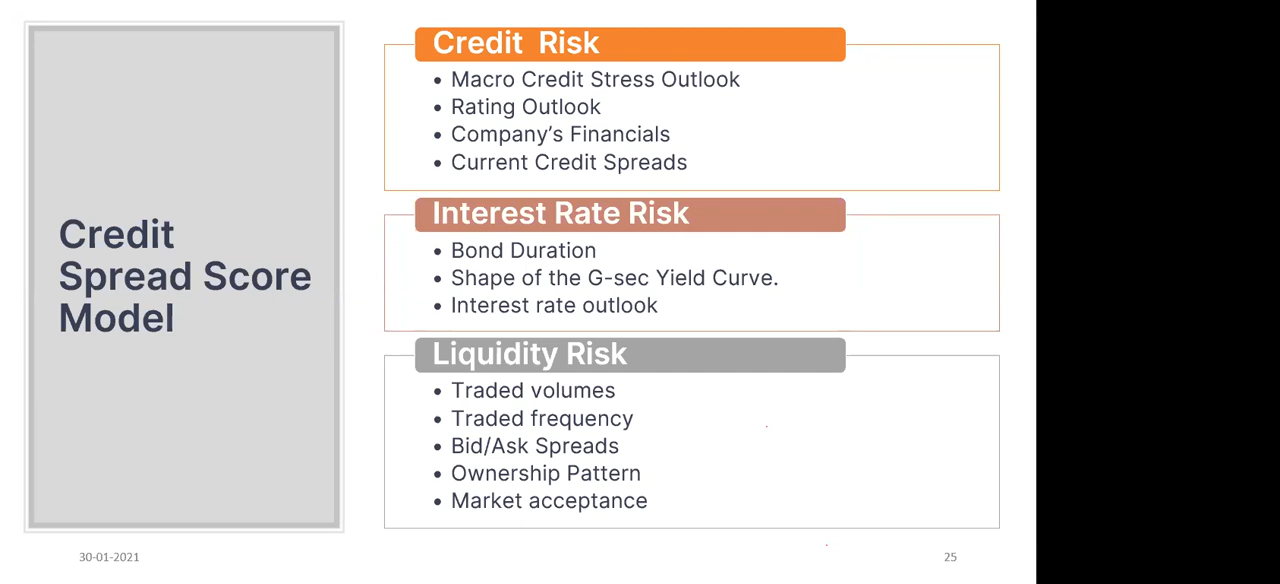 Credit
Spread Score
Model
Credit  Risk
• Macro Credit Stress Outlook
• Rating Outlook
• Company’s Financials
• Current Credit Spreads
Interest Rate Risk
• Bond Duration
• Shape of the G-sec Yield Curve.
• Interest rate outlook
Liquidity Risk
• Traded volumes
• Traded frequency
• Bid/Ask Spreads
• Ownership Pattern
• Market acceptance
30-01-2021
25